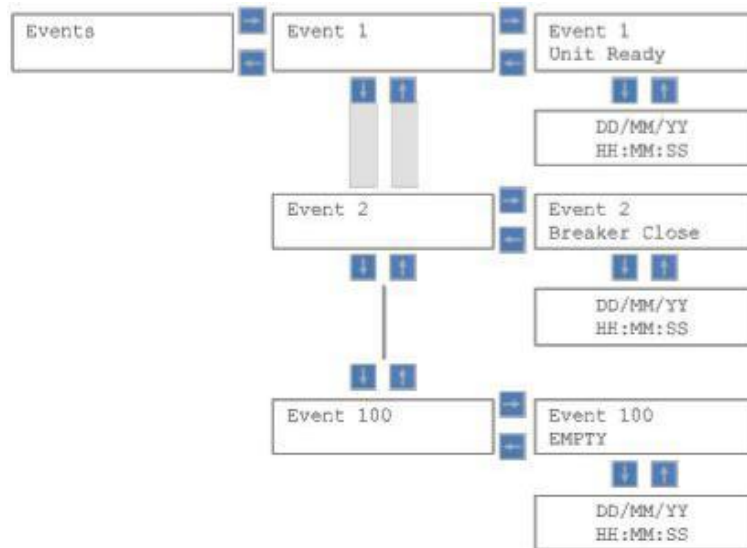 Events
Event 1
Event 1
Unit Ready
DD/MM/YY
HH:MM:SS
Event 2
Event 2
Breaker Close
DD/MM/YY
HH:MM:SS
Event 100
Event 100
EMPTY
DD/MM/YY
HH:MM:SS